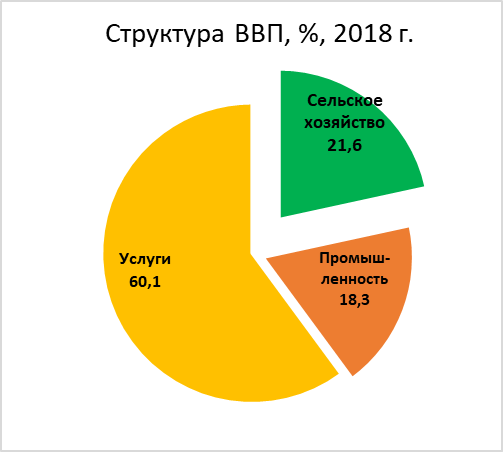 Структура ВВП, %, 2018 г.
Сельское
хозяйство
21,6
Промыш-
ленность
18,3
Услуги
60,1